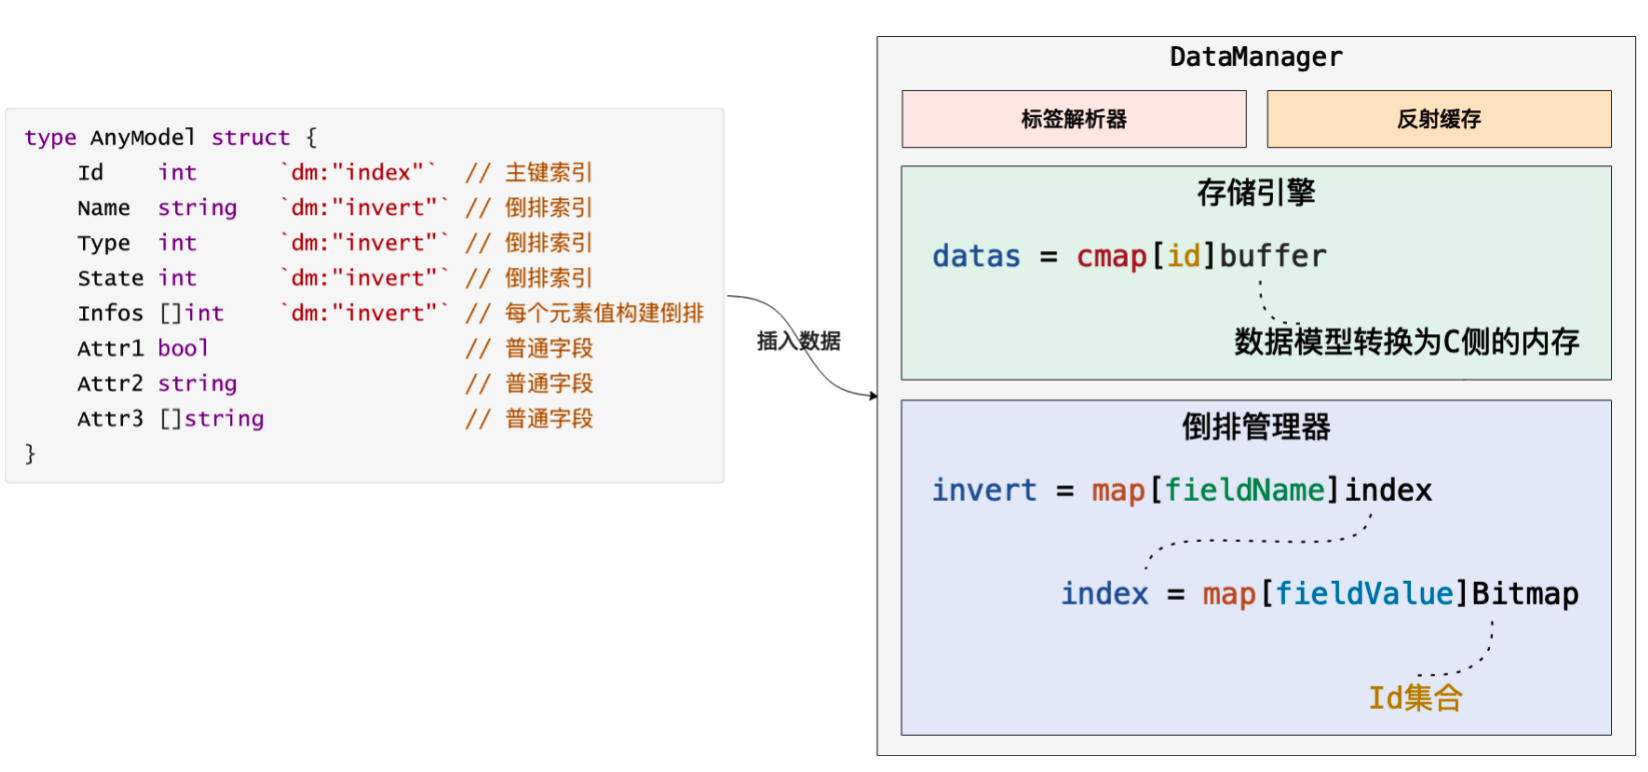 type AnyModel struct {
    Id    int      `dm:"index"`  // 主键索引
    Name  string   `dm:"invert"` // 倒排索引
    Type  int      `dm:"invert"` // 倒排索引
    State int      `dm:"invert"` // 倒排索引
    Infos []int    `dm:"invert"` // 每个元素值构建倒排
    Attr1 bool                   // 普通字段
    Attr2 string                 // 普通字段
    Attr3 []string               // 普通字段
}
插入数据
DataManager
标签解析器
反射缓存
存储引擎
datas = cmap[id]buffer
数据模型转换为C侧的内存
倒排管理器
invert = map[fieldName]index
index = map[fieldValue]Bitmap
Id集合